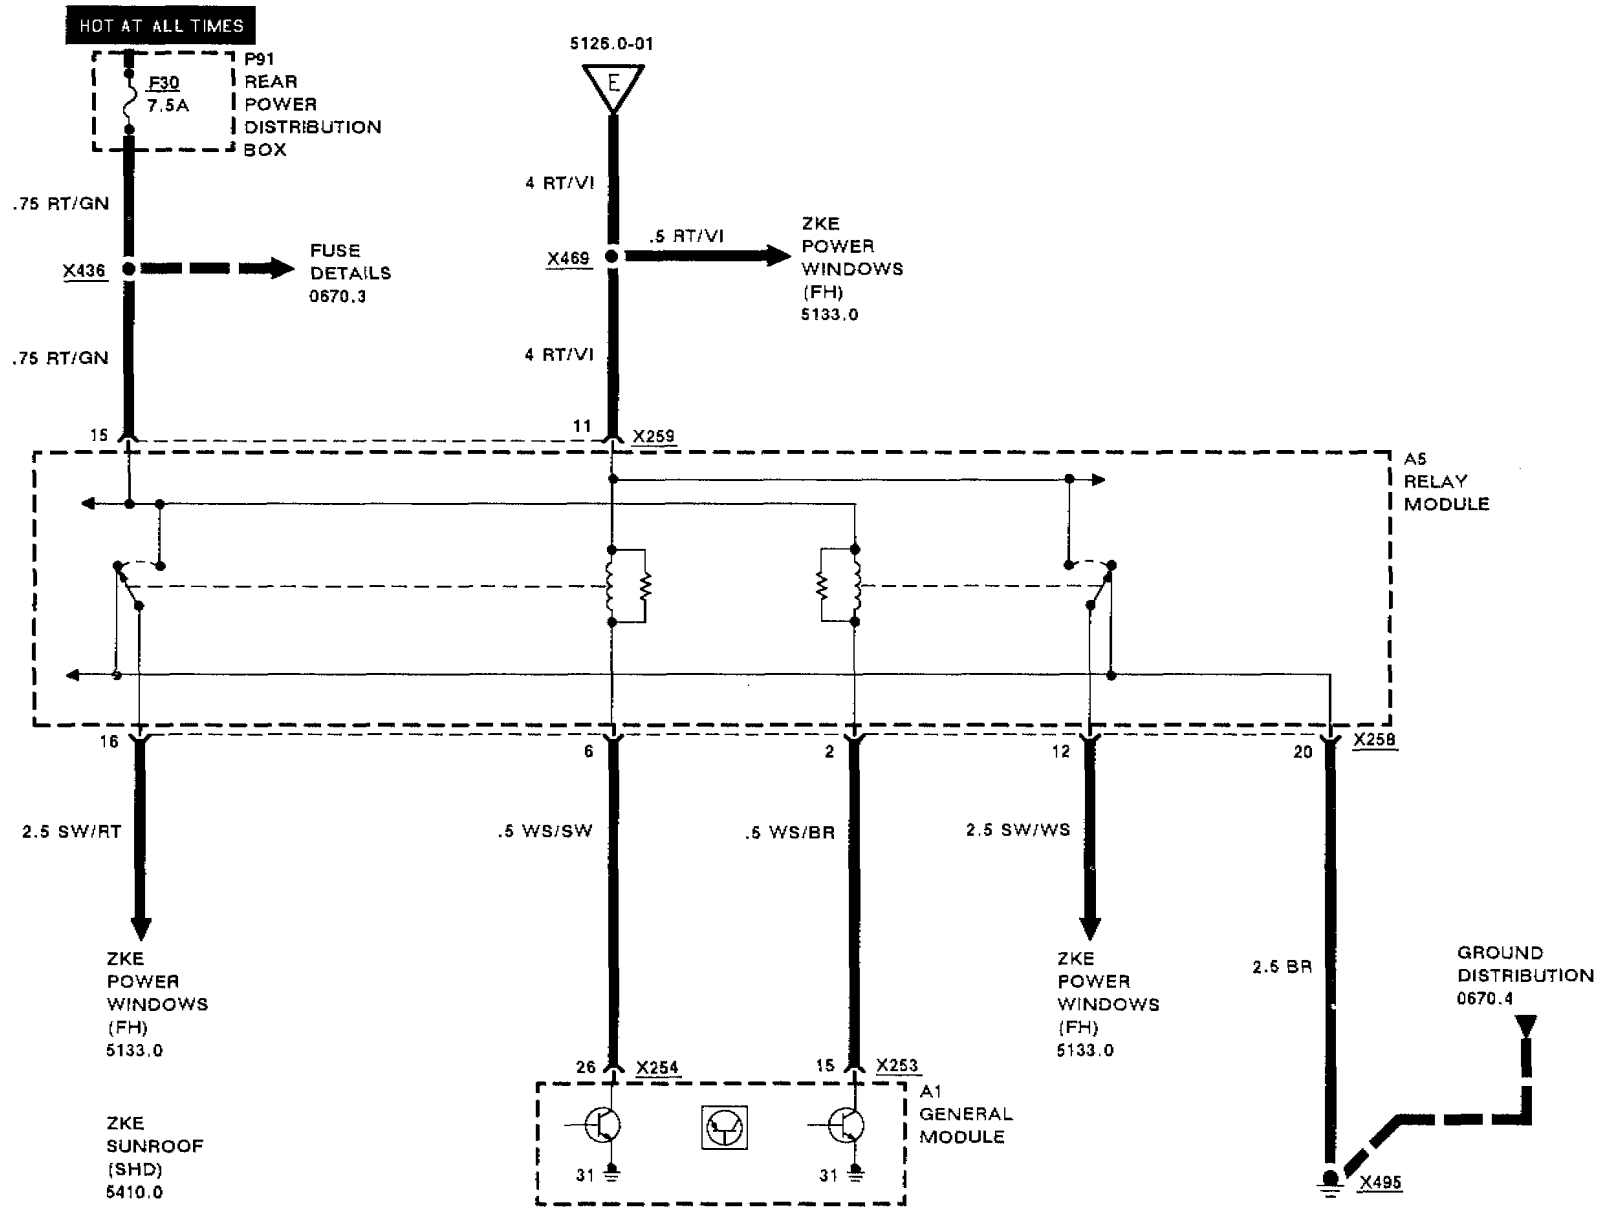 HOT AT ALL TIMES
5126.0-01
P91
REAR
POWER
DISTRIBUTION
BOX
F30
7.5A
E
.75 RT/GN
4 RT/VI
X436
FUSE
DETAILS
0670.3
X469
.5 RT/VI
ZKE
POWER
WINDOWS
(FH)
5133.0
.75 RT/GN
4 RT/VI
15
11
X259
A5
RELAY
MODULE
16
6
2
12
20
X258
2.5 SW/RT
.5 WS/SW
.5 WS/BR
2.5 SW/WS
2.5 BR
ZKE
POWER
WINDOWS
(FH)
5133.0
ZKE
POWER
WINDOWS
(FH)
5133.0
GROUND
DISTRIBUTION
0670.4
26
X254
15
X253
A1
GENERAL
MODULE
31
31
ZKE
SUNROOF
(SHD)
5410.0
X495